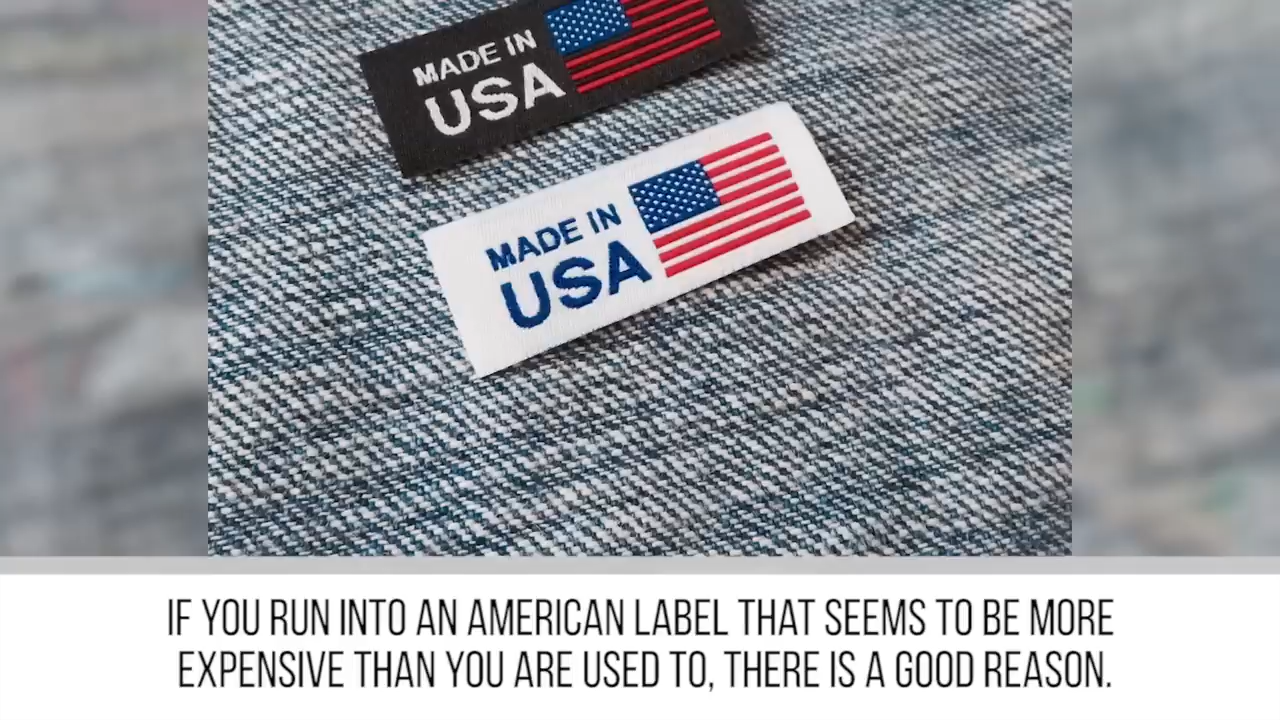 MADE IN
USA
MADE IN
USA
IF YOU RUN INTO AN AMERICAN LABEL THAT SEEMS TO BE MORE
EXPENSIVE THAN YOU ARE USED TO, THERE IS A GOOD REASON.